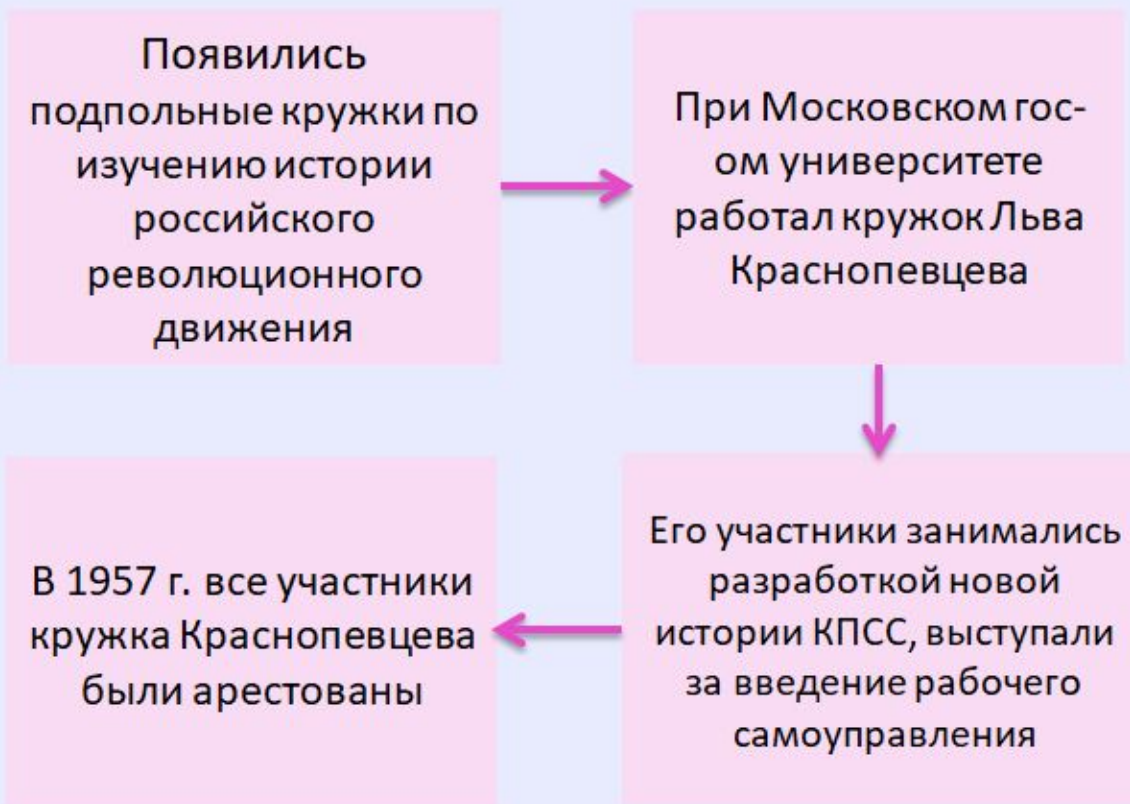 Появились
подпольные кружки по
изучению истории
российского
революционного
движения
При Московском гос-
ом университете
работал кружок Льва
Краснопевцева
Его участники занимались
разработкой новой
истории КПСС, выступали
за введение рабочего
самоуправления
В 1957 г. все участники
кружка Краснопевцева
были арестованы